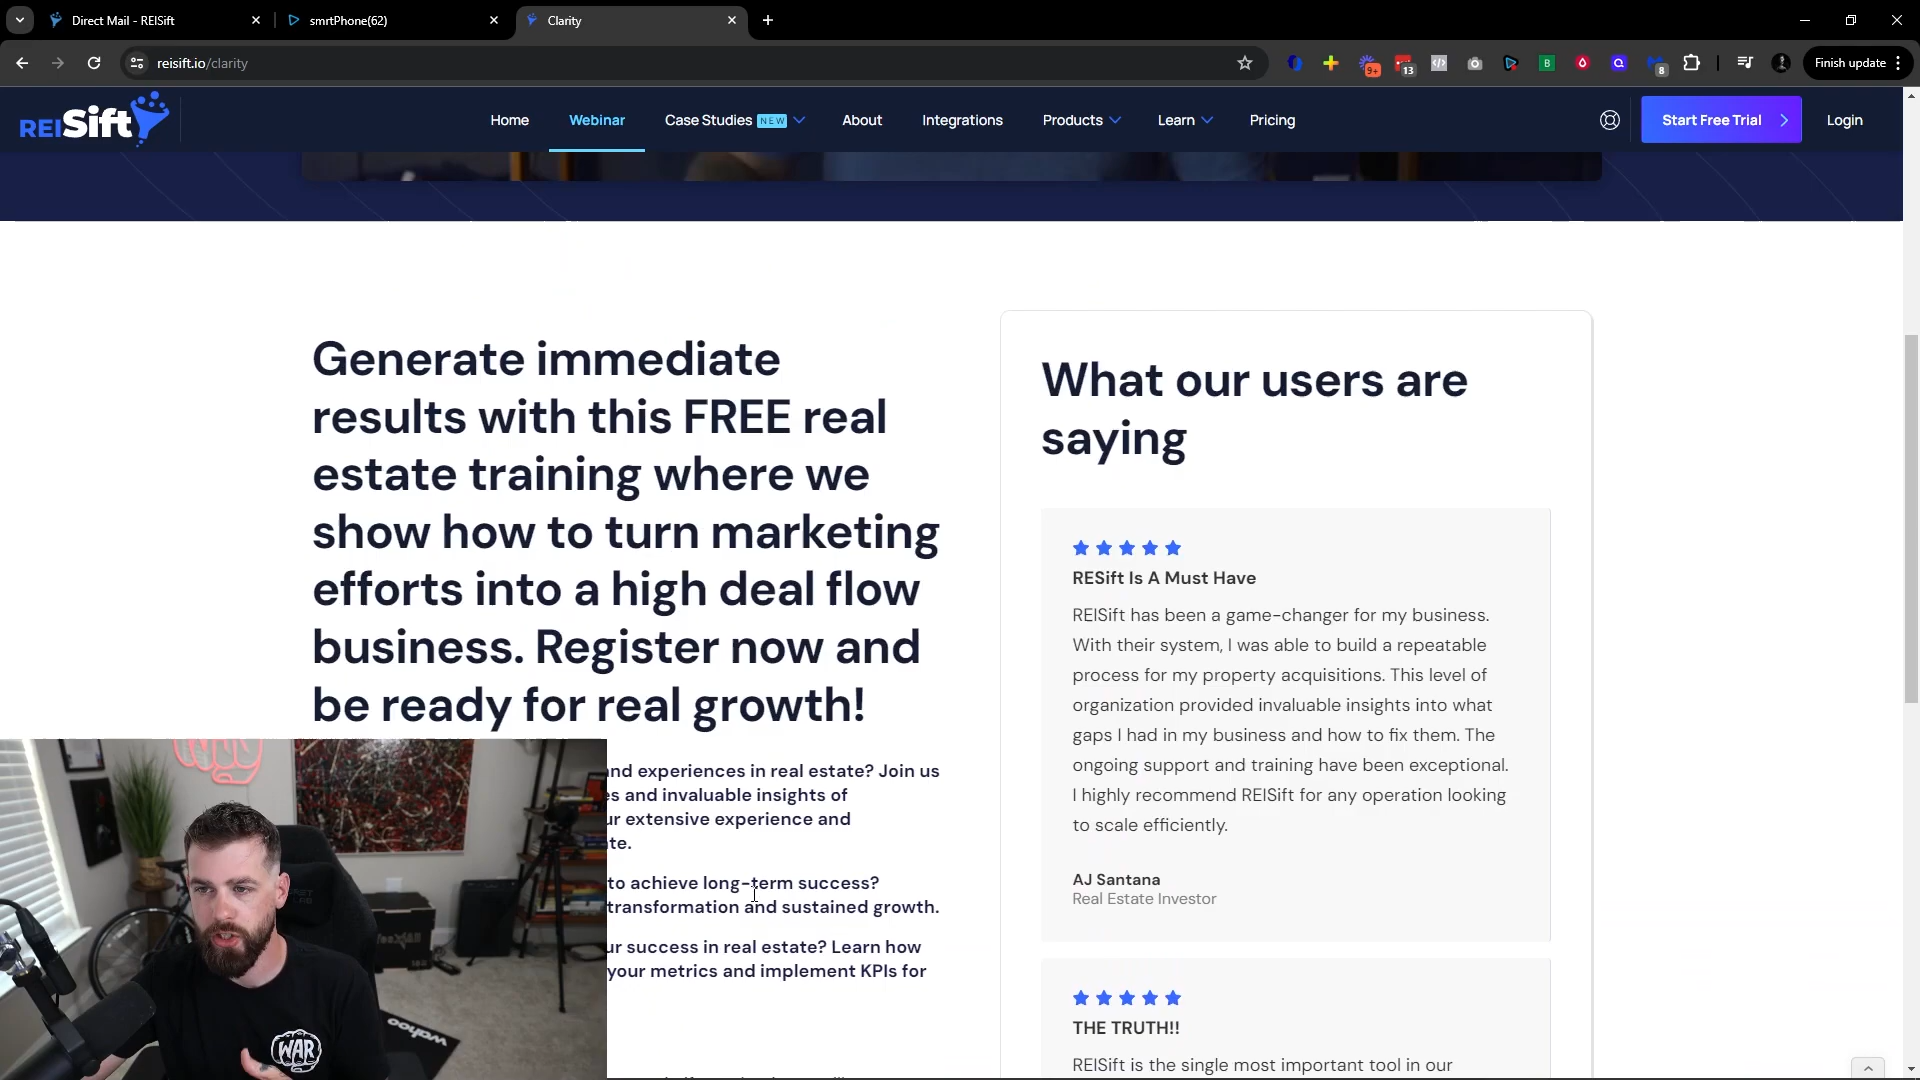 Direct Mail - REISift
smrtPhone(62)
Clarity
reisift.io/clarity
9+
13
B
8
Finish update
REISift
Home
Webinar
Case Studies NEW
About
Integrations
Products
Learn
Pricing
Start Free Trial
Login
Generate immediate
results with this FREE real
estate training where we
show how to turn marketing
efforts into a high deal flow
business. Register now and
be ready for real growth!
and experiences in real estate? Join us
es and invaluable insights of
ur extensive experience and
te.
to achieve long-term success?
transformation and sustained growth.
ur success in real estate? Learn how
your metrics and implement KPIs for
What our users are
saying
RESift Is A Must Have
REISift has been a game-changer for my business.
With their system, I was able to build a repeatable
process for my property acquisitions. This level of
organization provided invaluable insights into what
gaps I had in my business and how to fix them. The
ongoing support and training have been exceptional.
I highly recommend REISift for any operation looking
to scale efficiently.
AJ Santana
Real Estate Investor
THE TRUTH!!
REISift is the single most important tool in our
WAR
wahoo